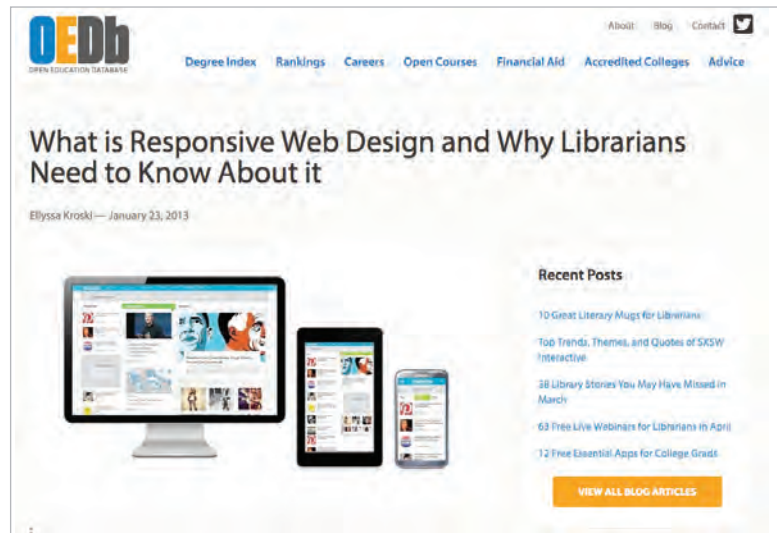 OEDb
OPEN EDUCATION DATABASE
About Blog Contact
Degree Index Rankings Careers Open Courses Financial Aid Accredited Colleges Advice
What is Responsive Web Design and Why Librarians
Need to Know About it
Ellyssa Kroski — January 23, 2013
Recent Posts
10 Great Literary Mugs for Librarians
Top Trends, Themes, and Quotes of SXSW
Interactive
38 Library Stories You May Have Missed in
March
63 Free Live Webinars for Librarians in April
12 Free Essential Apps for College Grads
VIEW ALL BLOG ARTICLES